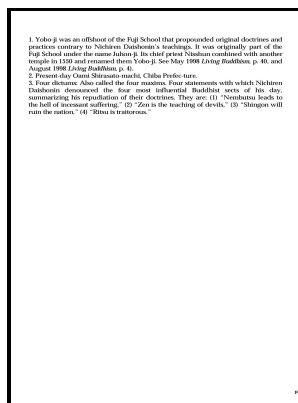 1. Yobo-ji was an offshoot of the Fuji School that propounded original doctrines and
practices contrary to Nichiren Daishonin's teachings. It was originally part of the
Fuji School under the name Juhon-ji. Its chief priest Nisshun combined with another
temple in 1550 and renamed them Yobo-ji. See May 1998 Living Buddhism, p. 40, and
August 1998 Living Buddhism, p. 4).
2. Present-day Oami Shirasato-machi, Chiba Prefec-ture.
3. Four dictums: Also called the four maxims. Four statements with which Nichiren
Daishonin denounced the four most influential Buddhist sects of his day,
summarizing his repudiation of their doctrines. They are: (1) "Nembutsu leads to
the hell of incessant suffering," (2) "Zen is the teaching of devils," (3) "Shingon will
ruin the nation," (4) "Ritsu is traitorous."
P